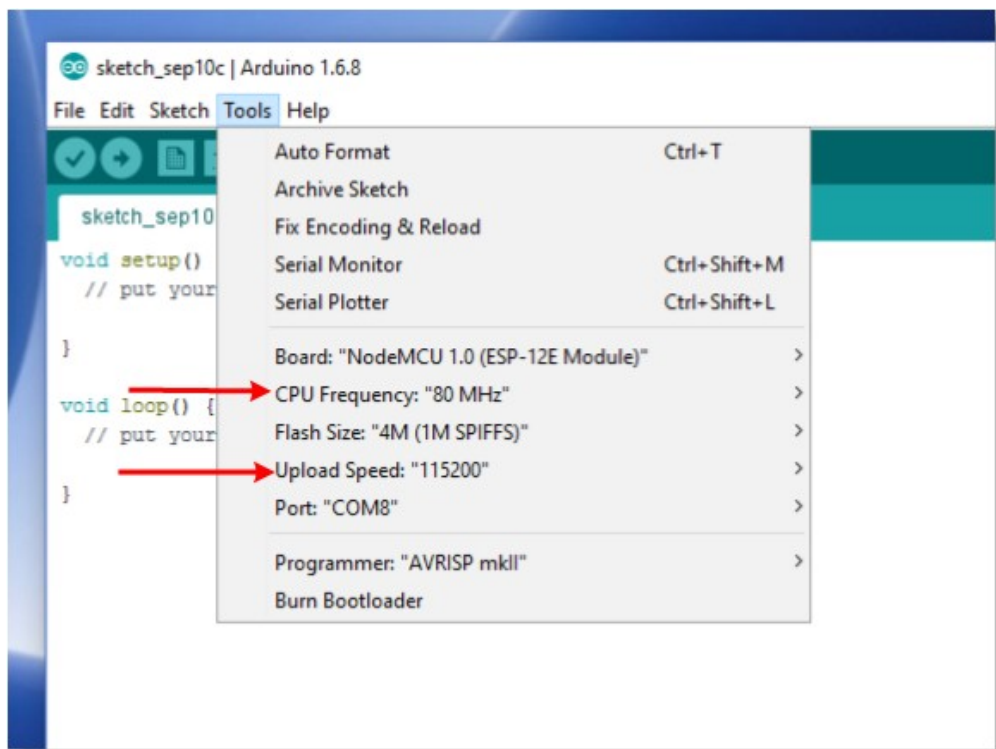 sketch_sep10c | Arduino 1.6.8
File Edit Sketch Tools Help
Auto Format Ctrl+T
Archive Sketch
sketch_sep10
Fix Encoding & Reload
void setup()
Serial Monitor Ctrl+Shift+M
// put your
Serial Plotter Ctrl+Shift+L
}
Board: "NodeMCU 1.0 (ESP-12E Module)"
CPU Frequency: "80 MHz"
void loop() {
Flash Size: "4M (1M SPIFFS)"
// put your
Upload Speed: "115200"
}
Port: "COM8"
Programmer: "AVRISP mkII"
Burn Bootloader